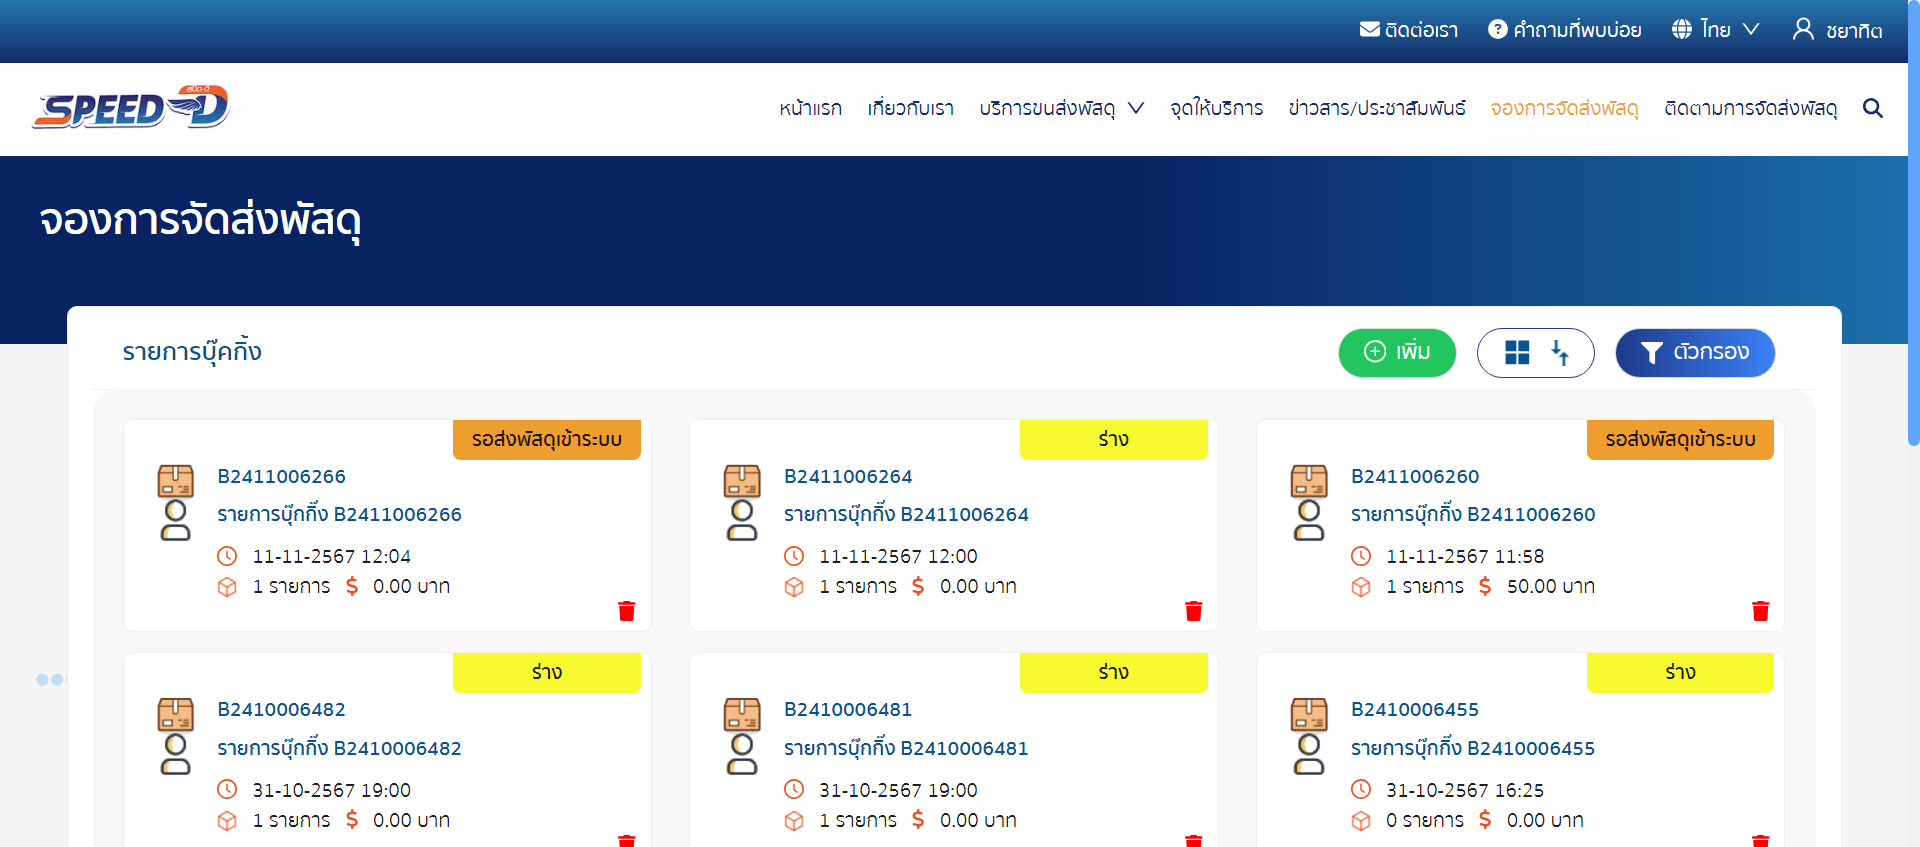 ติดต่อเรา คำถามที่พบบ่อย ไทย ชยาทิต
สปีด-ดี
SPEED-D
หน้าแรก เกี่ยวกับเรา บริการขนส่งพัสดุ จุดให้บริการ ข่าวสาร/ประชาสัมพันธ์ จองการจัดส่งพัสดุ ติดตามการจัดส่งพัสดุ
จองการจัดส่งพัสดุ
รายการบุ๊คกิ้ง เพิ่ม ตัวกรอง
รอส่งพัสดุเข้าระบบ
B2411006266
รายการบุ๊กกิ๊ง B2411006266
11-11-2567 12:04
1 รายการ $ 0.00 บาท
ร่าง
B2411006264
รายการบุ๊กกิ๊ง B2411006264
11-11-2567 12:00
1 รายการ $ 0.00 บาท
รอส่งพัสดุเข้าระบบ
B2411006260
รายการบุ๊กกิ๊ง B2411006260
11-11-2567 11:58
1 รายการ $ 50.00 บาท
ร่าง
B2410006482
รายการบุ๊กกิ๊ง B2410006482
31-10-2567 19:00
1 รายการ $ 0.00 บาท
ร่าง
B2410006481
รายการบุ๊กกิ๊ง B2410006481
31-10-2567 19:00
1 รายการ $ 0.00 บาท
ร่าง
B2410006455
รายการบุ๊กกิ๊ง B2410006455
31-10-2567 16:25
0 รายการ $ 0.00 บาท